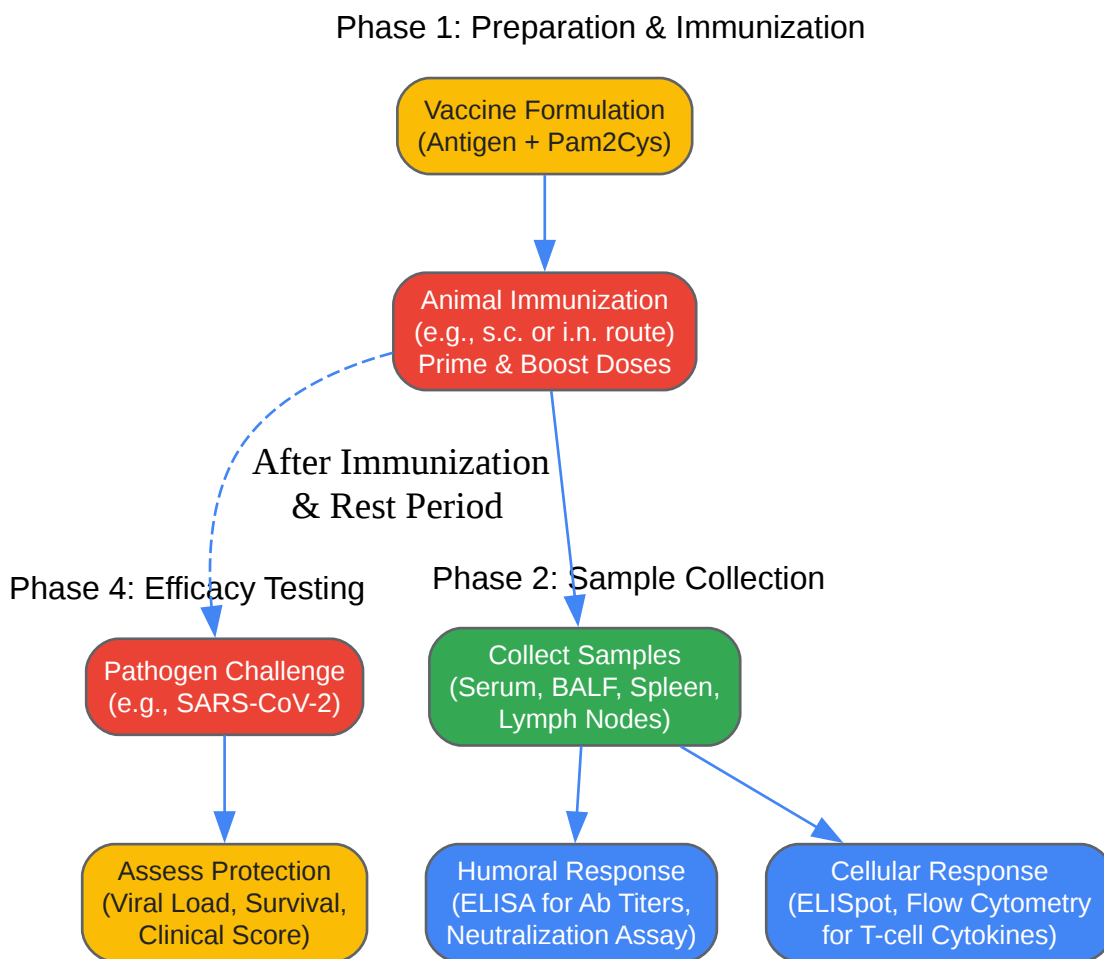 Phase 1: Preparation & Immunization
Vaccine Formulation
(Antigen + Pam2Cys)
Animal Immunization
(e.g., s.c. or i.n. route)
Prime & Boost Doses
After Immunization
& Rest Period
Phase 4: Efficacy Testing
Pathogen Challenge
(e.g., SARS-CoV-2)
Assess Protection
(Viral Load, Survival,
Clinical Score)
Phase 2: Sample Collection
Collect Samples
(Serum, BALF, Spleen,
Lymph Nodes)
Humoral Response
(ELISA for Ab Titers,
Neutralization Assay)
Cellular Response
(ELISpot, Flow Cytometry
for T-cell Cytokines)